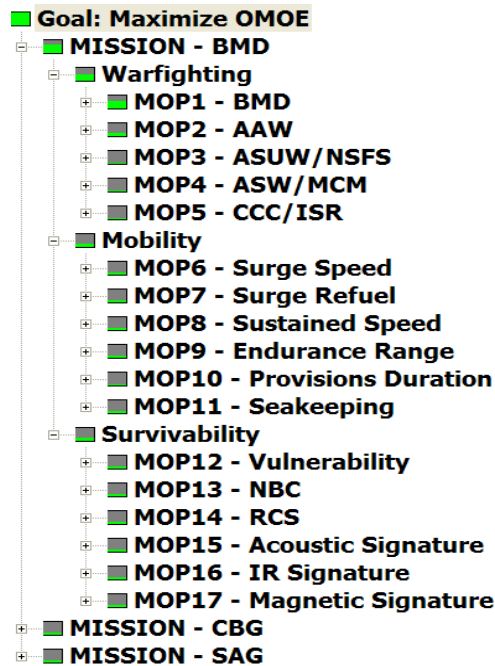 Goal: Maximize OMOE
MISSION - BMD
Warfighting
MOP1 - BMD
MOP2 - AAW
MOP3 - ASUW/NSFS
MOP4 - ASW/MCM
MOP5 - CCC/ISR
Mobility
MOP6 - Surge Speed
MOP7 - Surge Refuel
MOP8 - Sustained Speed
MOP9 - Endurance Range
MOP10 - Provisions Duration
MOP11 - Seakeeping
Survivability
MOP12 - Vulnerability
MOP13 - NBC
MOP14 - RCS
MOP15 - Acoustic Signature
MOP16 - IR Signature
MOP17 - Magnetic Signature
MISSION - CBG
MISSION - SAG